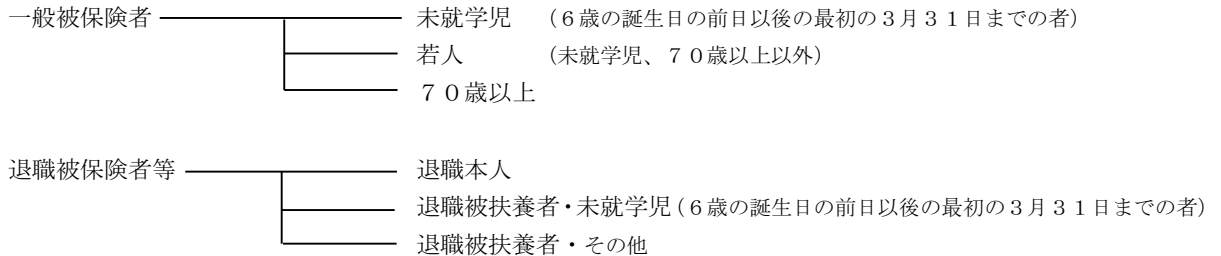 一般被保険者 未就学児 （６歳の誕生日の前日以後の最初の３月３１日までの者）
若人 （未就学児、７０歳以上以外）
７０歳以上
退職被保険者等 退職本人
退職被扶養者・未就学児（６歳の誕生日の前日以後の最初の３月３１日までの者）
退職被扶養者・その他